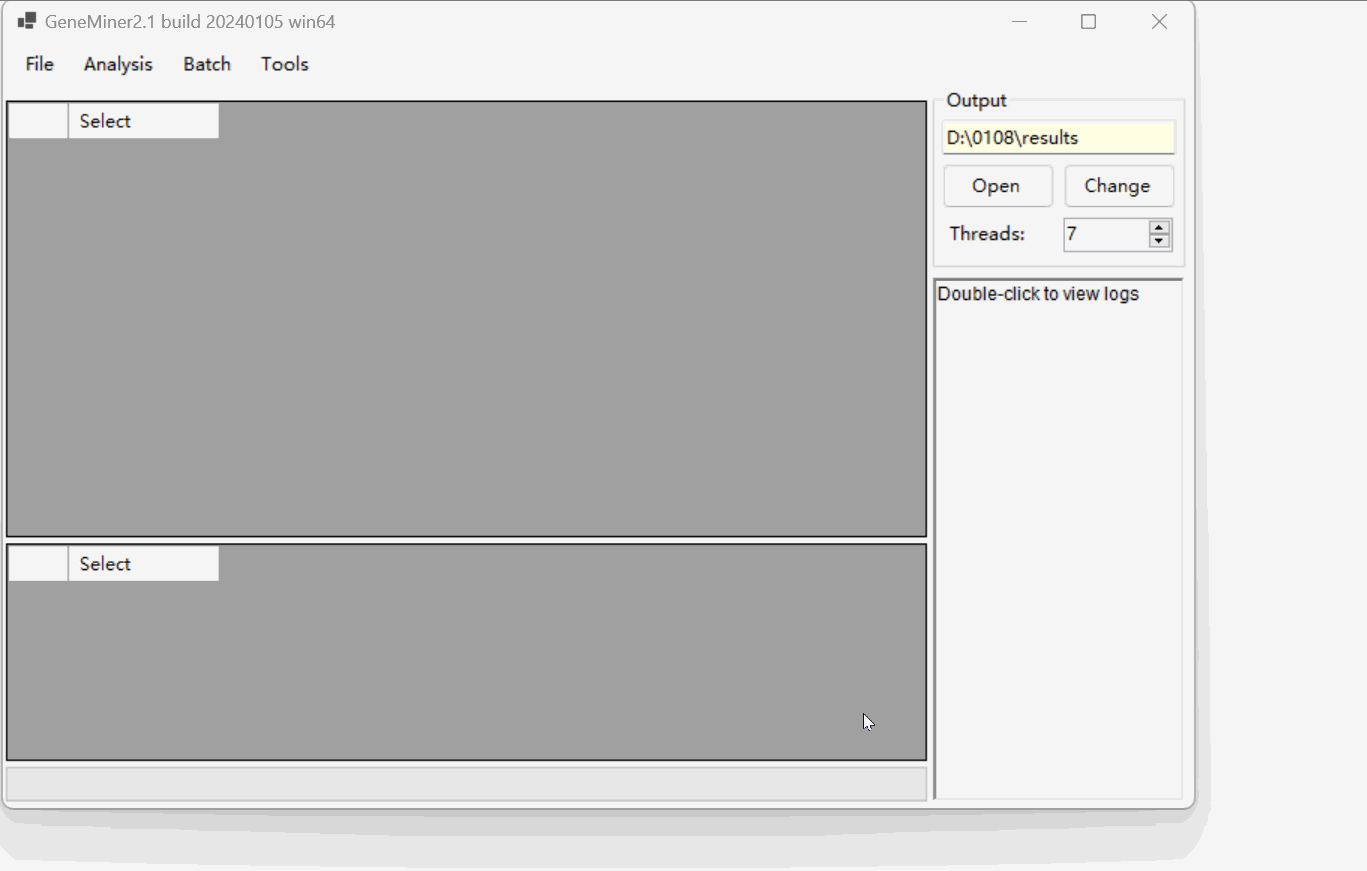 GeneMiner2.1 build 20240105 win64
File Analysis Batch Tools
Select
Output
D:\0108\results
Open Change
Threads: 7
Double-click to view logs
Select